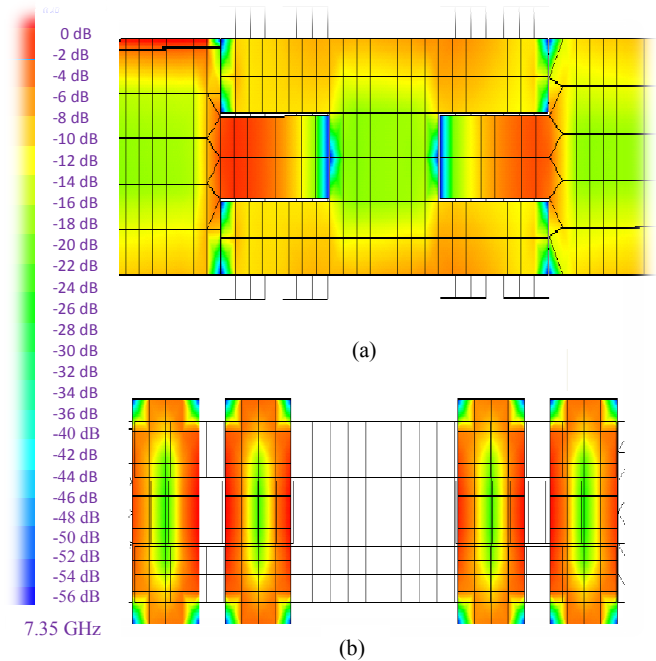 0 dB
-2 dB
-4 dB
-6 dB
-8 dB
-10 dB
-12 dB
-14 dB
-16 dB
-18 dB
-20 dB
-22 dB
-24 dB
-26 dB
-28 dB
-30 dB
-32 dB
-34 dB
-36 dB
-40 dB
-42 dB
-44 dB
-46 dB
-48 dB
-50 dB
-52 dB
-54 dB
-56 dB
7.35 GHz
(a)
(b)